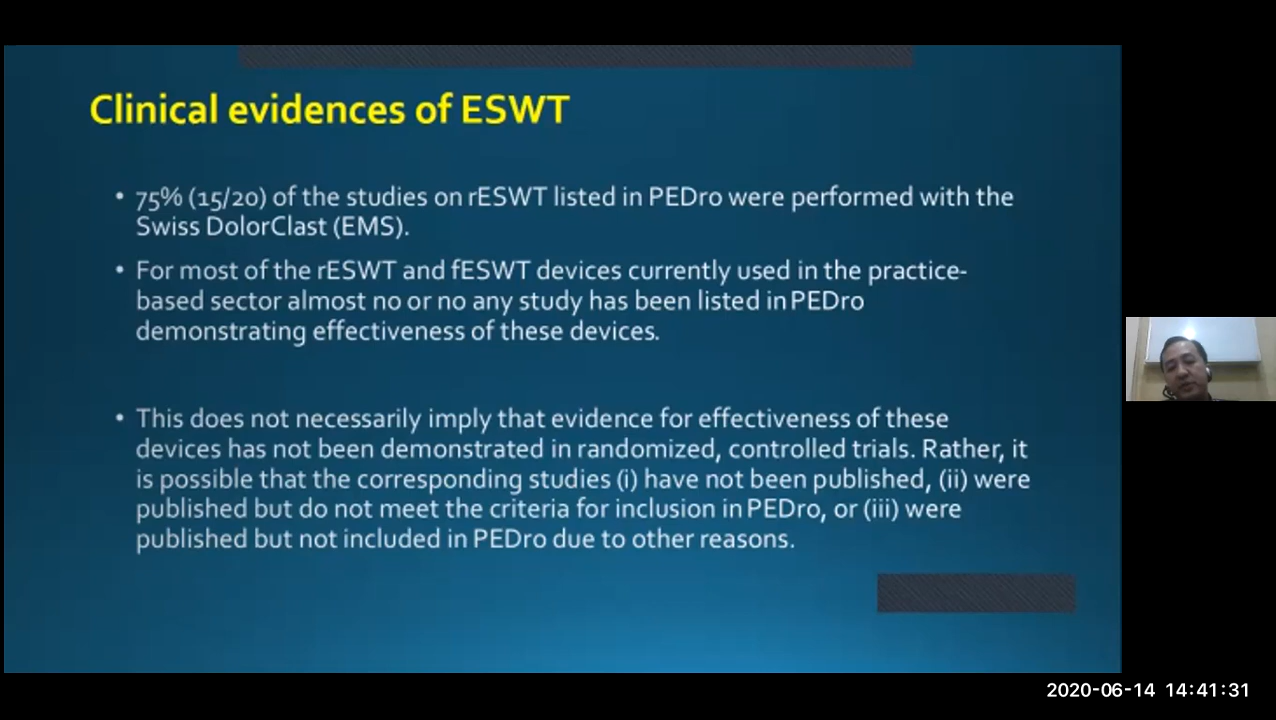 Clinical evidences of ESWT
• 75% (15/20) of the studies on rESWT listed in PEDro were performed with the
Swiss DolorClast (EMS).
• For most of the rESWT and fESWT devices currently used in the practice-
based sector almost no or no any study has been listed in PEDro
demonstrating effectiveness of these devices.
• This does not necessarily imply that evidence for effectiveness of these
devices has not been demonstrated in randomized, controlled trials. Rather, it
is possible that the corresponding studies (i) have not been published, (ii) were
published but do not meet the criteria for inclusion in PEDro, or (iii) were
published but not included in PEDro due to other reasons.
2020-06-14 14:41:31